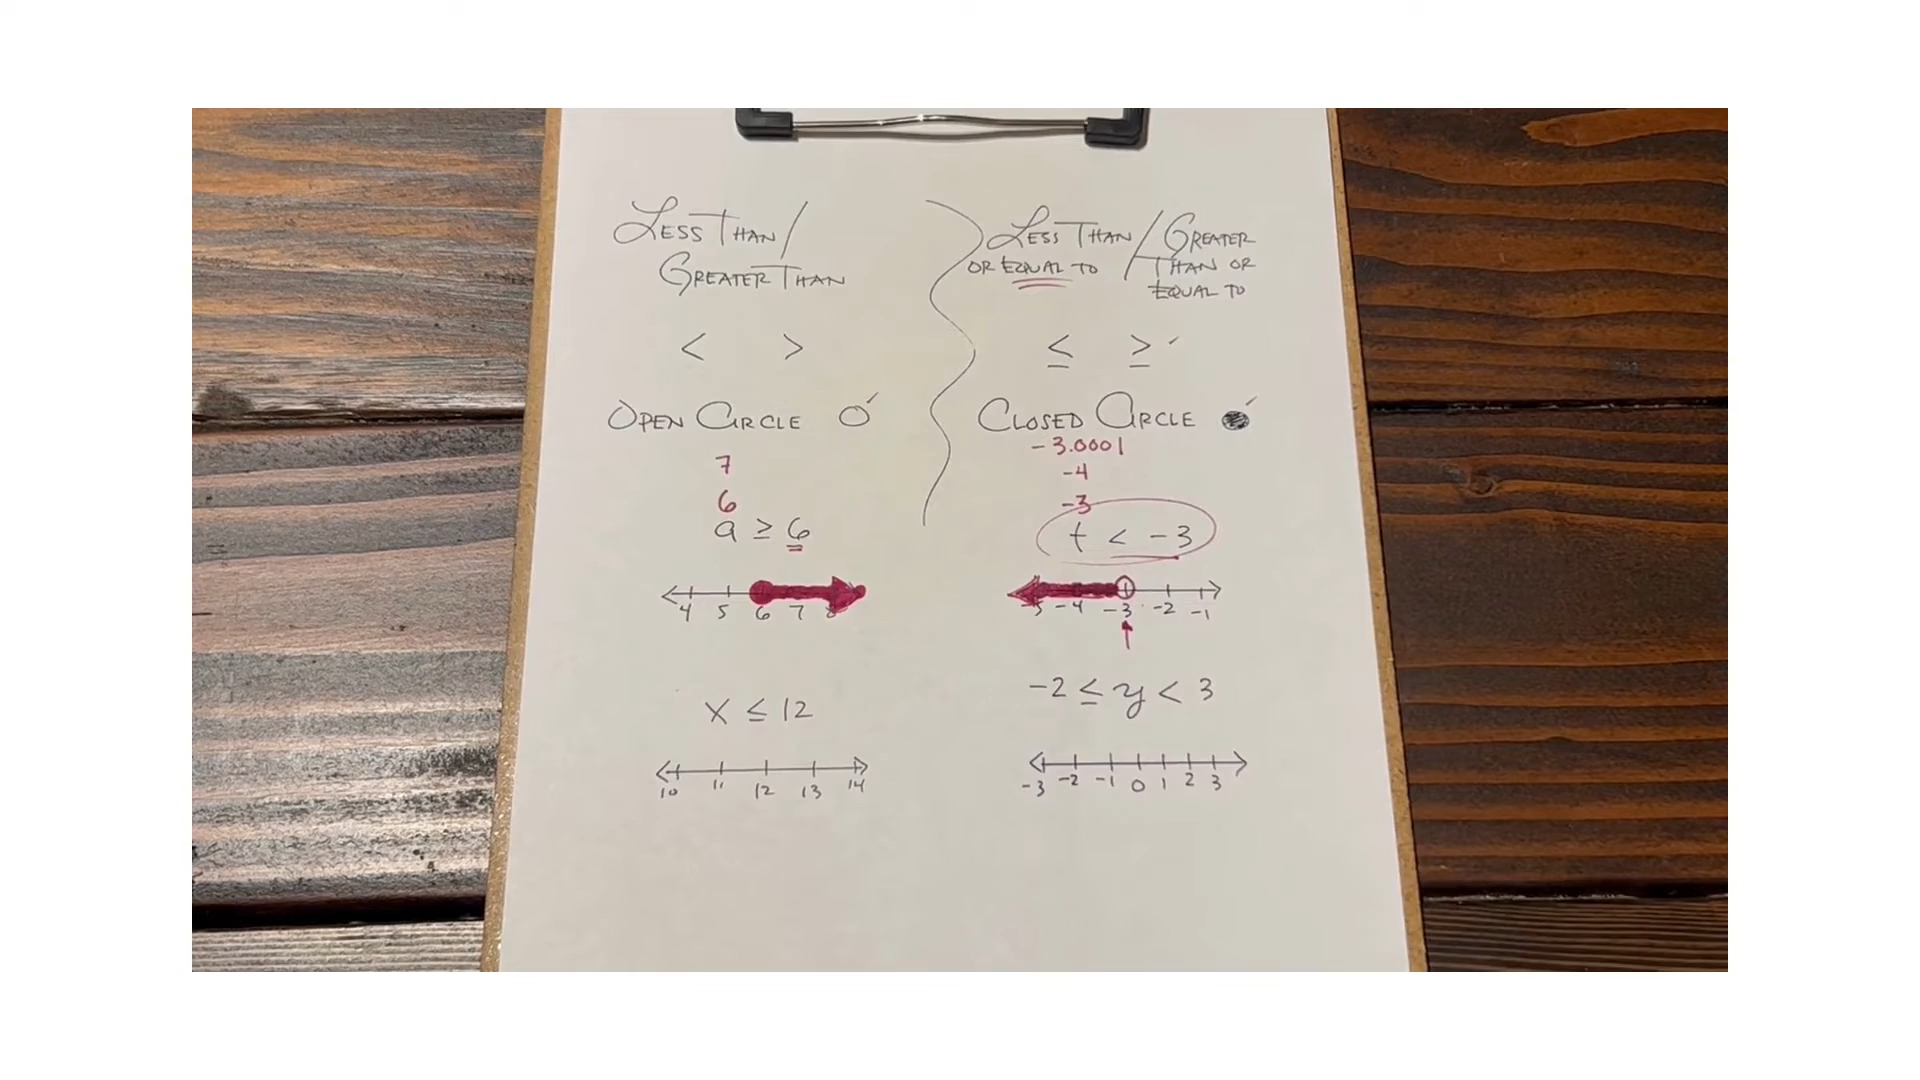 LESS THAN/
GREATER THAN
< >
OPEN CIRCLE O
7
6
a ≥ 6
4 5 6 7 8
x ≤ 12
10 11 12 13 14
LESS THAN / GREATER
OR EQUAL TO THAN OR
EQUAL TO
≤ ≥
CLOSED CIRCLE ●
-3.0001
-4
-3
t < -3
-5 -4 -3 -2 -1
-2 ≤ y < 3
-3 -2 -1 0 1 2 3